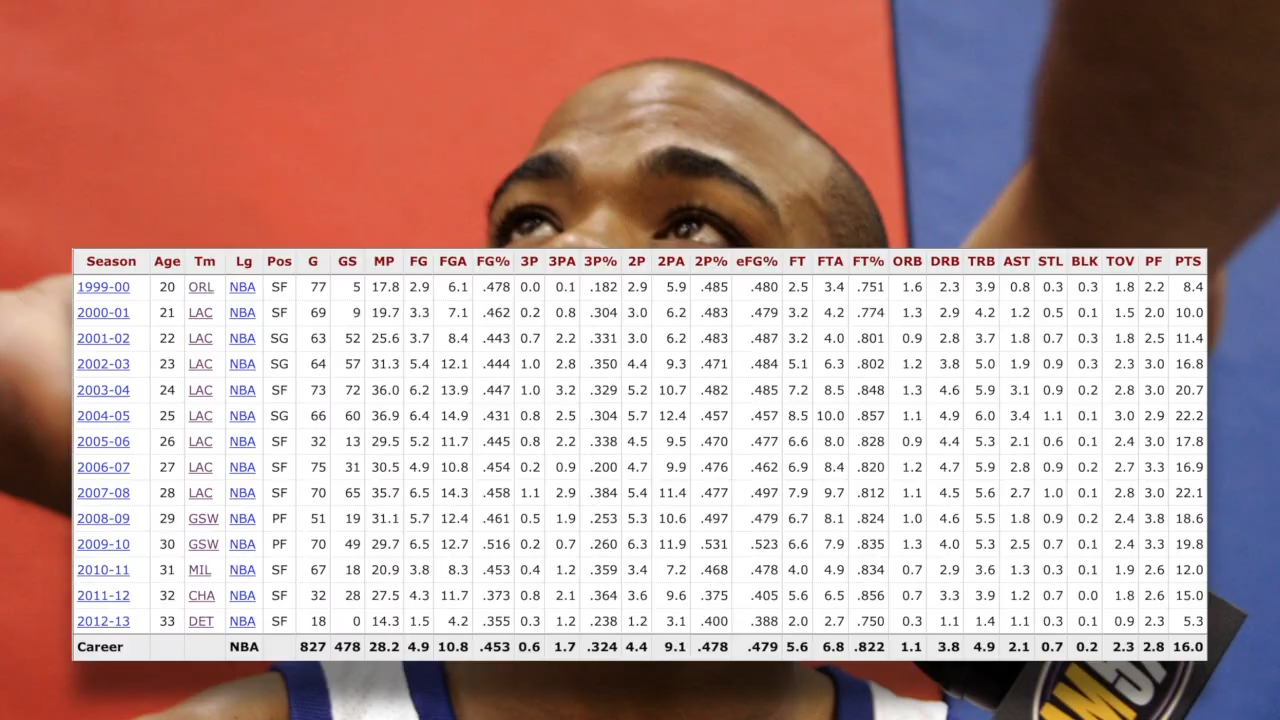 Season Age Tm Lg Pos G GS MP FG FGA FG% 3P 3PA 3P% 2P 2PA 2P% eFG% FT FTA FT% ORB DRB TRB AST STL BLK TOV PF PTS
1999-00 20 ORL NBA SF 77 5 17.8 2.9 6.1 .478 0.0 0.1 .182 2.9 5.9 .485 .480 2.5 3.4 .751 1.6 2.3 3.9 0.8 0.3 0.3 1.8 2.2 8.4
2000-01 21 LAC NBA SF 69 9 19.7 3.3 7.1 .462 0.2 0.8 .304 3.0 6.2 .483 .479 3.2 4.2 .774 1.3 2.9 4.2 1.2 0.5 0.1 1.5 2.0 10.0
2001-02 22 LAC NBA SG 63 52 25.6 3.7 8.4 .443 0.7 2.2 .331 3.0 6.2 .483 .487 3.2 4.0 .801 0.9 2.8 3.7 1.8 0.7 0.3 1.8 2.5 11.4
2002-03 23 LAC NBA SG 64 57 31.3 5.4 12.1 .444 1.0 2.8 .350 4.4 9.3 .471 .484 5.1 6.3 .802 1.2 3.8 5.0 1.9 0.9 0.3 2.3 3.0 16.8
2003-04 24 LAC NBA SF 73 72 36.0 6.2 13.9 .447 1.0 3.2 .329 5.2 10.7 .482 .485 7.2 8.5 .848 1.3 4.6 5.9 3.1 0.9 0.2 2.8 3.0 20.7
2004-05 25 LAC NBA SG 66 60 36.9 6.4 14.9 .431 0.8 2.5 .304 5.7 12.4 .457 .457 8.5 10.0 .857 1.1 4.9 6.0 3.4 1.1 0.1 3.0 2.9 22.2
2005-06 26 LAC NBA SF 32 13 29.5 5.2 11.7 .445 0.8 2.2 .338 4.5 9.5 .470 .477 6.6 8.0 .828 0.9 4.4 5.3 2.1 0.6 0.1 2.4 3.0 17.8
2006-07 27 LAC NBA SF 75 31 30.5 4.9 10.8 .454 0.2 0.9 .200 4.7 9.9 .476 .462 6.9 8.4 .820 1.2 4.7 5.9 2.8 0.9 0.2 2.7 3.3 16.9
2007-08 28 LAC NBA SF 70 65 35.7 6.5 14.3 .458 1.1 2.9 .384 5.4 11.4 .477 .497 7.9 9.7 .812 1.1 4.5 5.6 2.7 1.0 0.1 2.8 3.0 22.1
2008-09 29 GSW NBA PF 51 19 31.1 5.7 12.4 .461 0.5 1.9 .253 5.3 10.6 .497 .479 6.7 8.1 .824 1.0 4.6 5.5 1.8 0.9 0.2 2.4 3.8 18.6
2009-10 30 GSW NBA PF 70 49 29.7 6.5 12.7 .516 0.2 0.7 .260 6.3 11.9 .531 .523 6.6 7.9 .835 1.3 4.0 5.3 2.5 0.7 0.1 2.4 3.3 19.8
2010-11 31 MIL NBA SF 67 18 20.9 3.8 8.3 .453 0.4 1.2 .359 3.4 7.2 .468 .478 4.0 4.9 .834 0.7 2.9 3.6 1.3 0.3 0.1 1.9 2.6 12.0
2011-12 32 CHA NBA SF 32 28 27.5 4.3 11.7 .373 0.8 2.1 .364 3.6 9.6 .375 .405 5.6 6.5 .856 0.7 3.3 3.9 1.2 0.7 0.0 1.8 2.6 15.0
2012-13 33 DET NBA SF 18 0 14.3 1.5 4.2 .355 0.3 1.2 .238 1.2 3.1 .400 .388 2.0 2.7 .750 0.3 1.1 1.4 1.1 0.3 0.1 0.9 2.3 5.3
Career NBA 827 478 28.2 4.9 10.8 .453 0.6 1.7 .324 4.4 9.1 .478 .479 5.6 6.8 .822 1.1 3.8 4.9 2.1 0.7 0.2 2.3 2.8 16.0